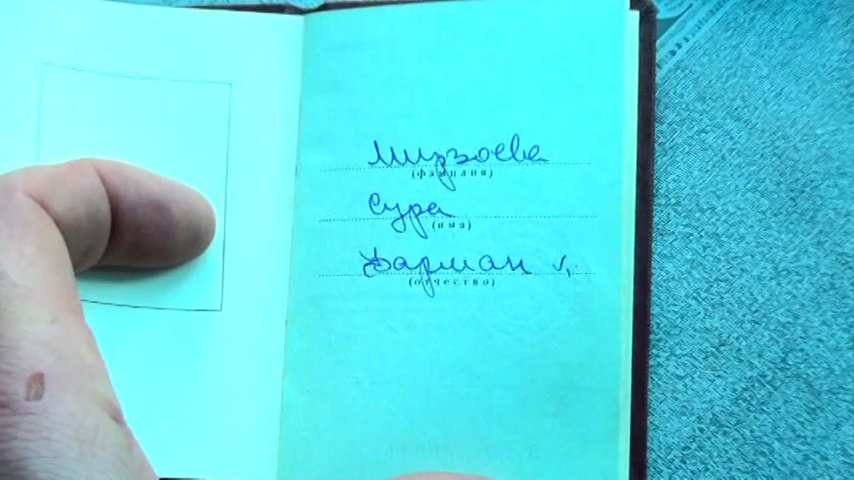 Мирзоева
(фамилия)
Сура
(имя)
Фарман
(отчество)